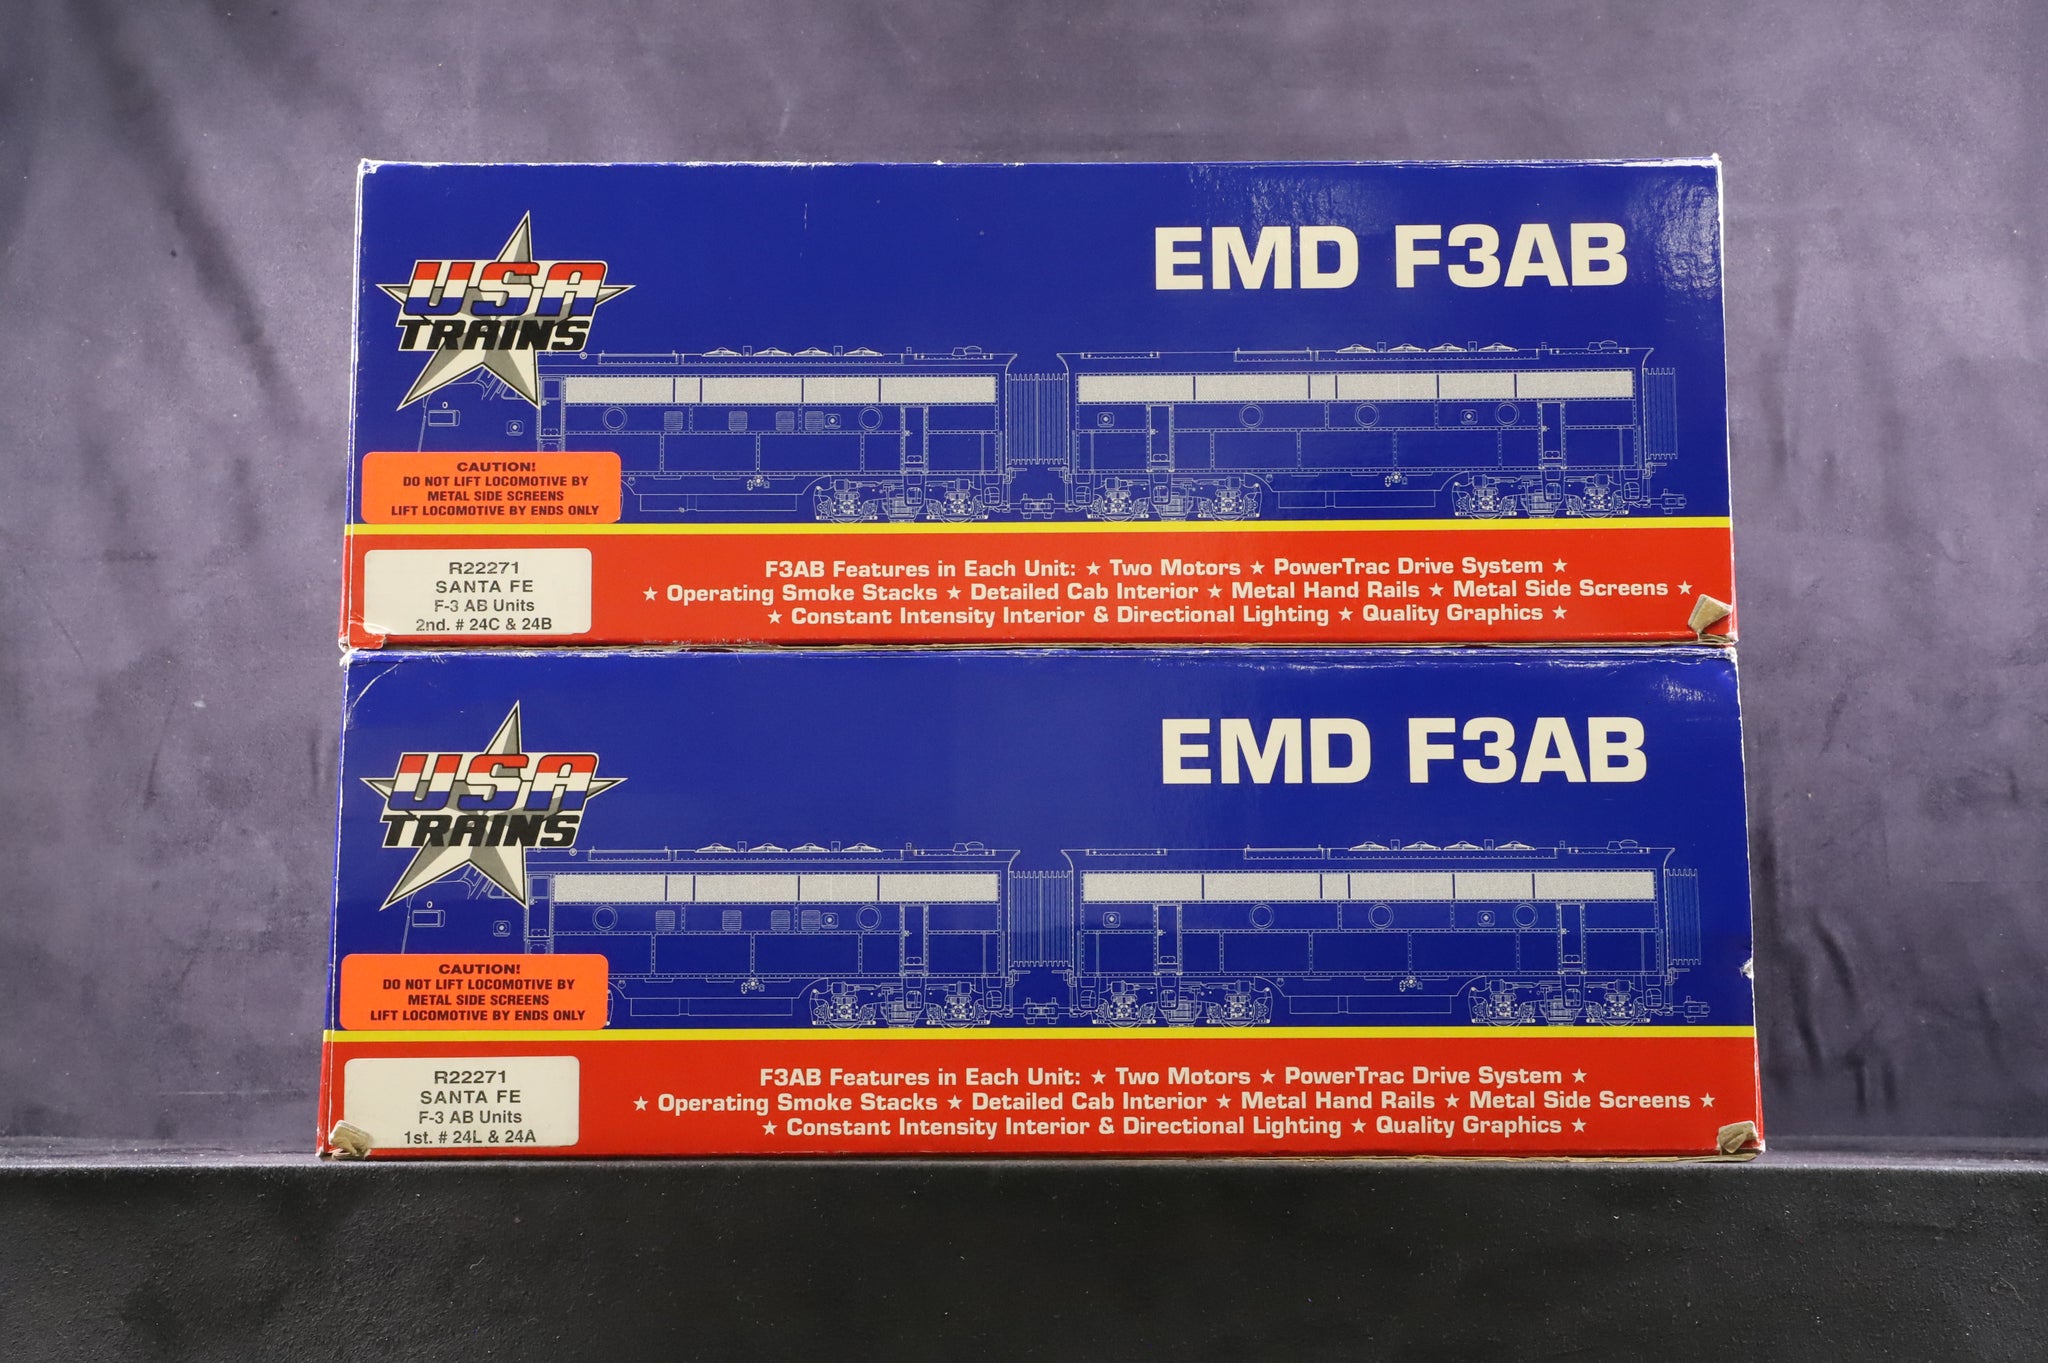 EMD F3AB
USA
TRAINS
®
CAUTION!
DO NOT LIFT LOCOMOTIVE BY
METAL SIDE SCREENS
LIFT LOCOMOTIVE BY ENDS ONLY
R22271
SANTA FE
F-3 AB Units
2nd. # 24C & 24B
F3AB Features in Each Unit: ★ Two Motors ★ PowerTrac Drive System ★
★ Operating Smoke Stacks ★ Detailed Cab Interior ★ Metal Hand Rails ★ Metal Side Screens ★
★ Constant Intensity Interior & Directional Lighting ★ Quality Graphics ★
EMD F3AB
USA
TRAINS
®
CAUTION!
DO NOT LIFT LOCOMOTIVE BY
METAL SIDE SCREENS
LIFT LOCOMOTIVE BY ENDS ONLY
R22271
SANTA FE
F-3 AB Units
1st. # 24L & 24A
F3AB Features in Each Unit: ★ Two Motors ★ PowerTrac Drive System ★
★ Operating Smoke Stacks ★ Detailed Cab Interior ★ Metal Hand Rails ★ Metal Side Screens ★
★ Constant Intensity Interior & Directional Lighting ★ Quality Graphics ★